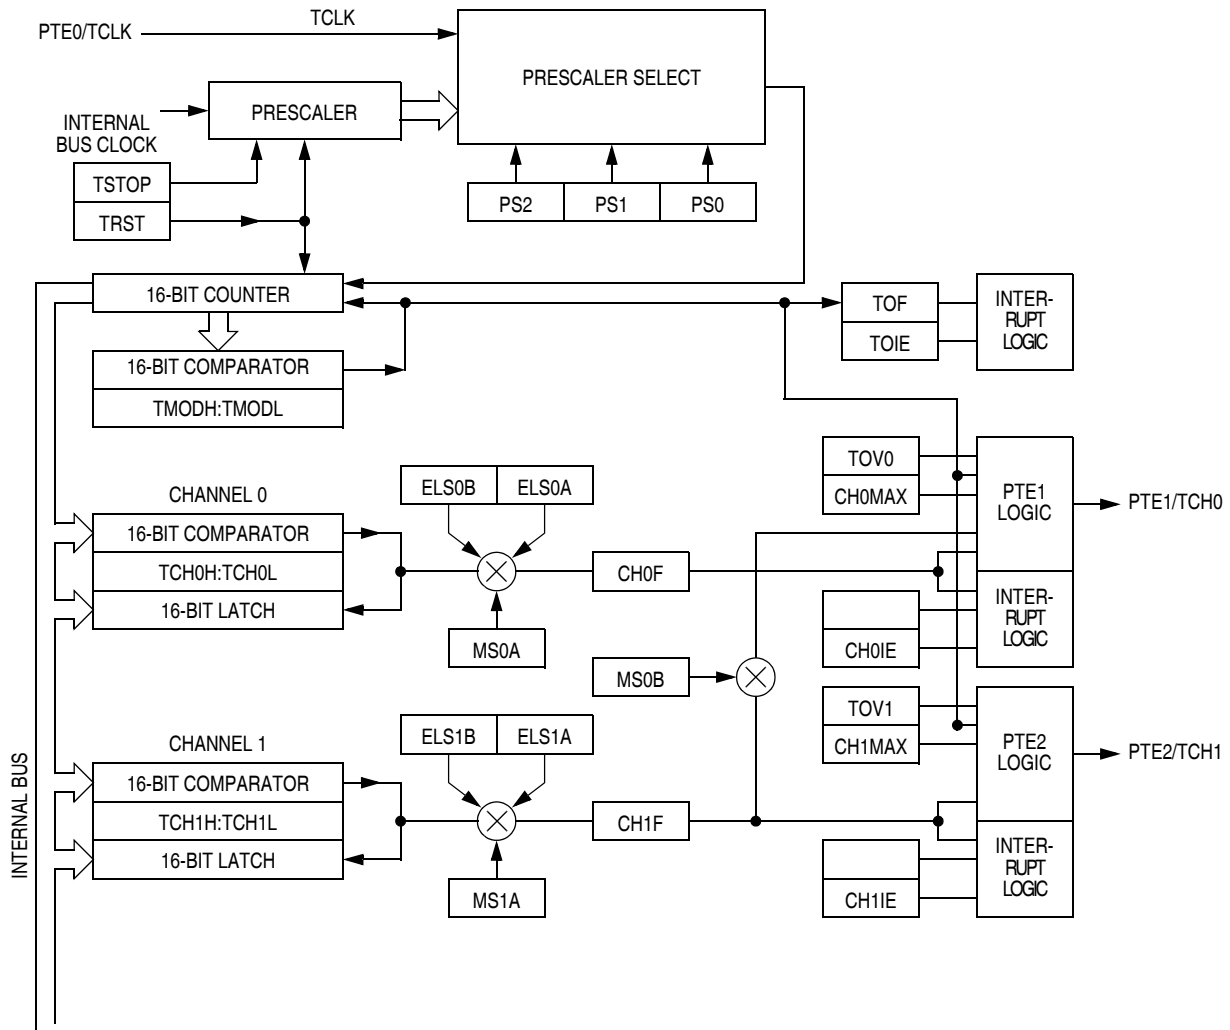 TCLK
PTE0/TCLK
PRESCALER SELECT
PRESCALER
INTERNAL
BUS CLOCK
TSTOP
TRST
PS2
PS1
PS0
16-BIT COUNTER
16-BIT COMPARATOR
TMODH:TMODL
TOF
TOIE
INTER-
RUPT
LOGIC
CHANNEL 0
16-BIT COMPARATOR
TCH0H:TCH0L
16-BIT LATCH
ELS0B
ELS0A
MS0A
CH0F
TOV0
CH0MAX
PTE1
LOGIC
PTE1/TCH0
CH0IE
INTER-
RUPT
LOGIC
MS0B
CHANNEL 1
16-BIT COMPARATOR
TCH1H:TCH1L
16-BIT LATCH
ELS1B
ELS1A
MS1A
CH1F
TOV1
CH1MAX
PTE2
LOGIC
PTE2/TCH1
CH1IE
INTER-
RUPT
LOGIC
INTERNAL BUS